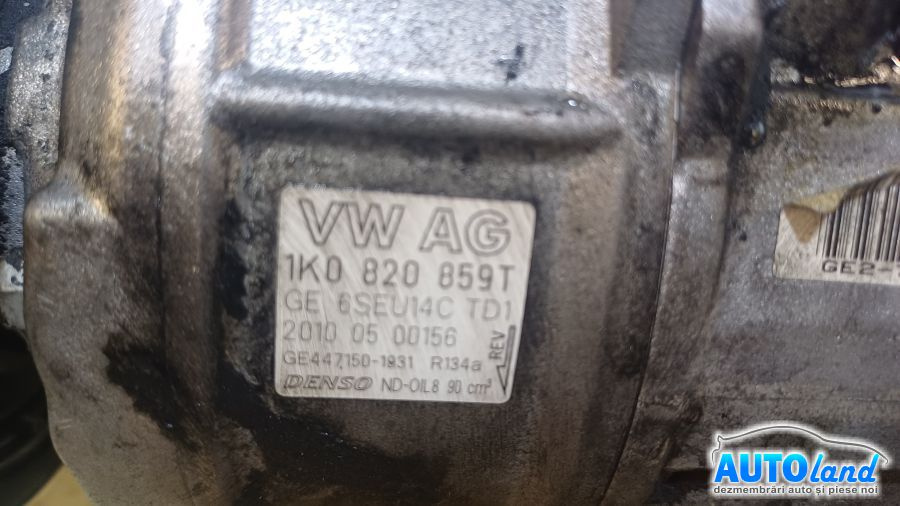 VW AG
1K0 820 859T
GE 6SEU14C TD1
2010 05 00156
GE447150-1931 R134a
DENSO ND-OIL8 90 cm³
REV
GE2-
AUTOland
dezmembrări auto și piese noi